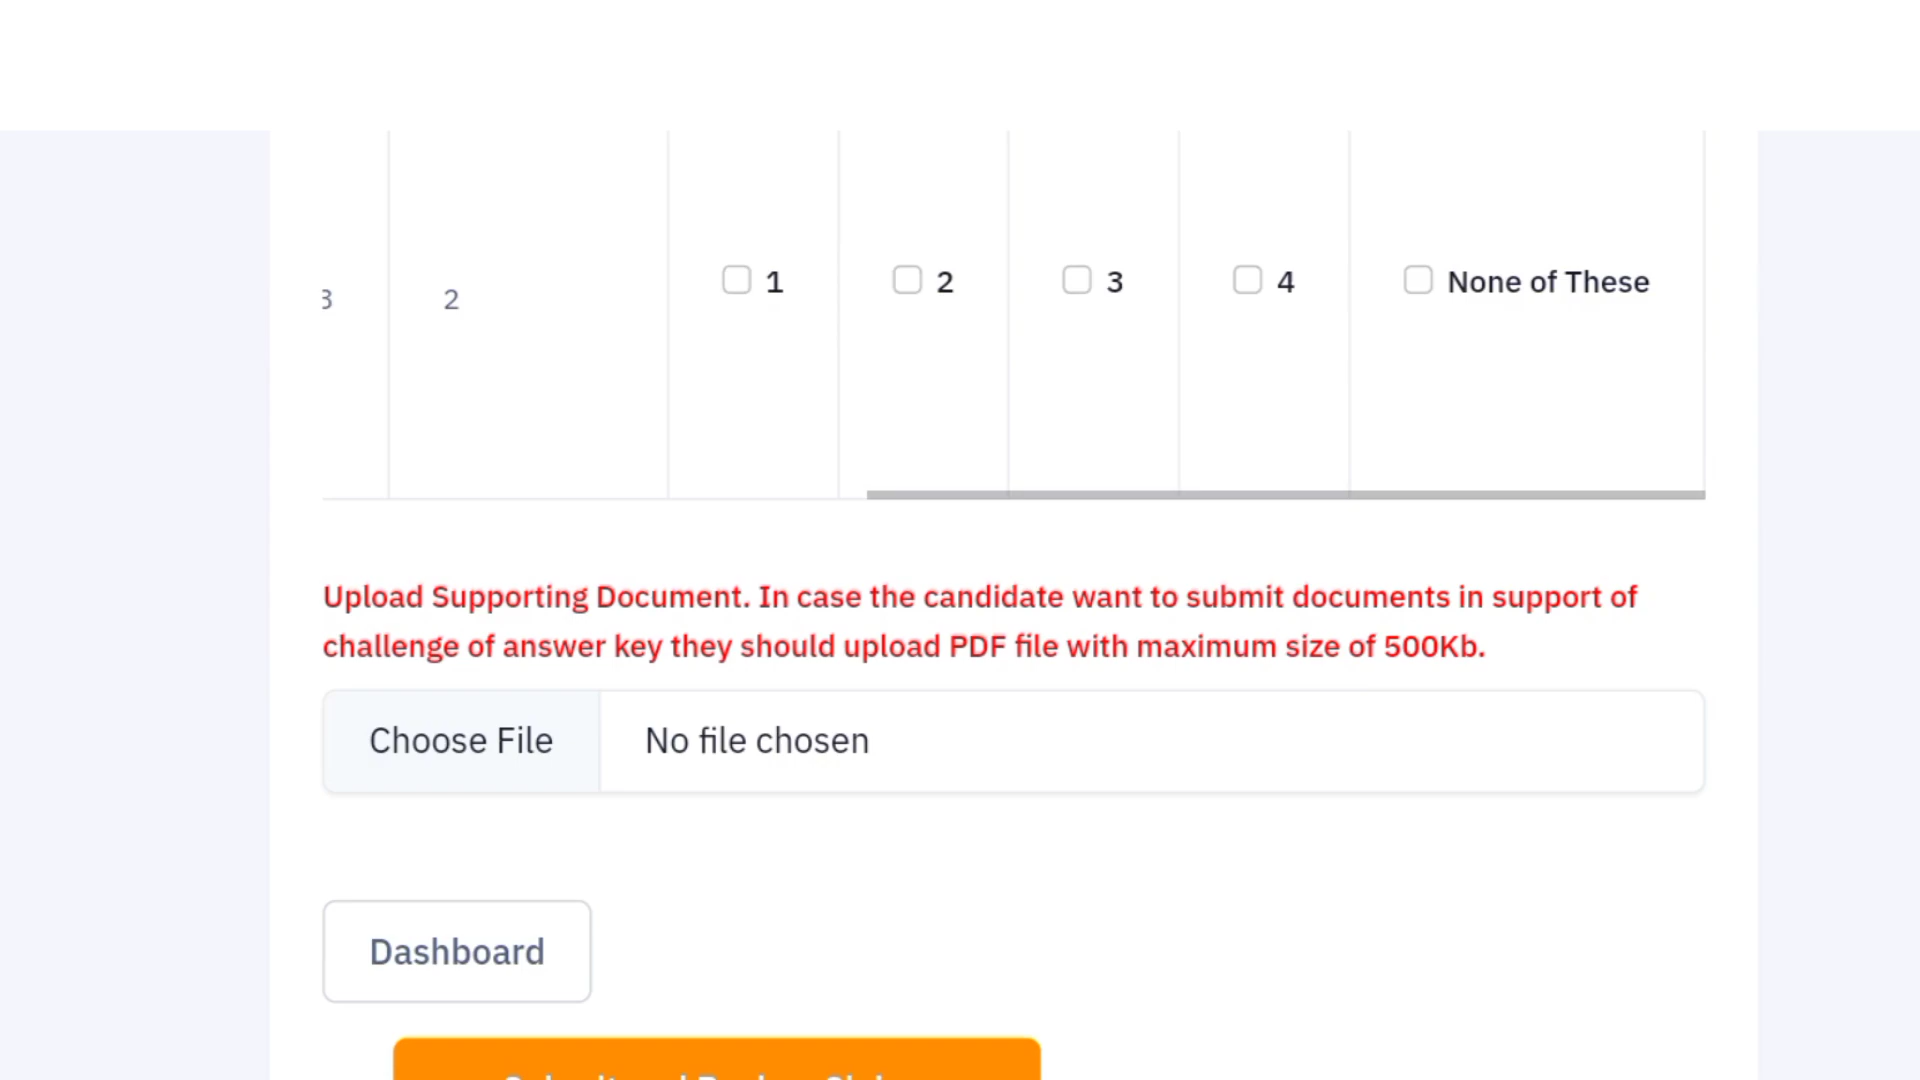 3 2 1 2 3 4 None of These
Upload Supporting Document. In case the candidate want to submit documents in support of
challenge of answer key they should upload PDF file with maximum size of 500Kb.
Choose File No file chosen
Dashboard